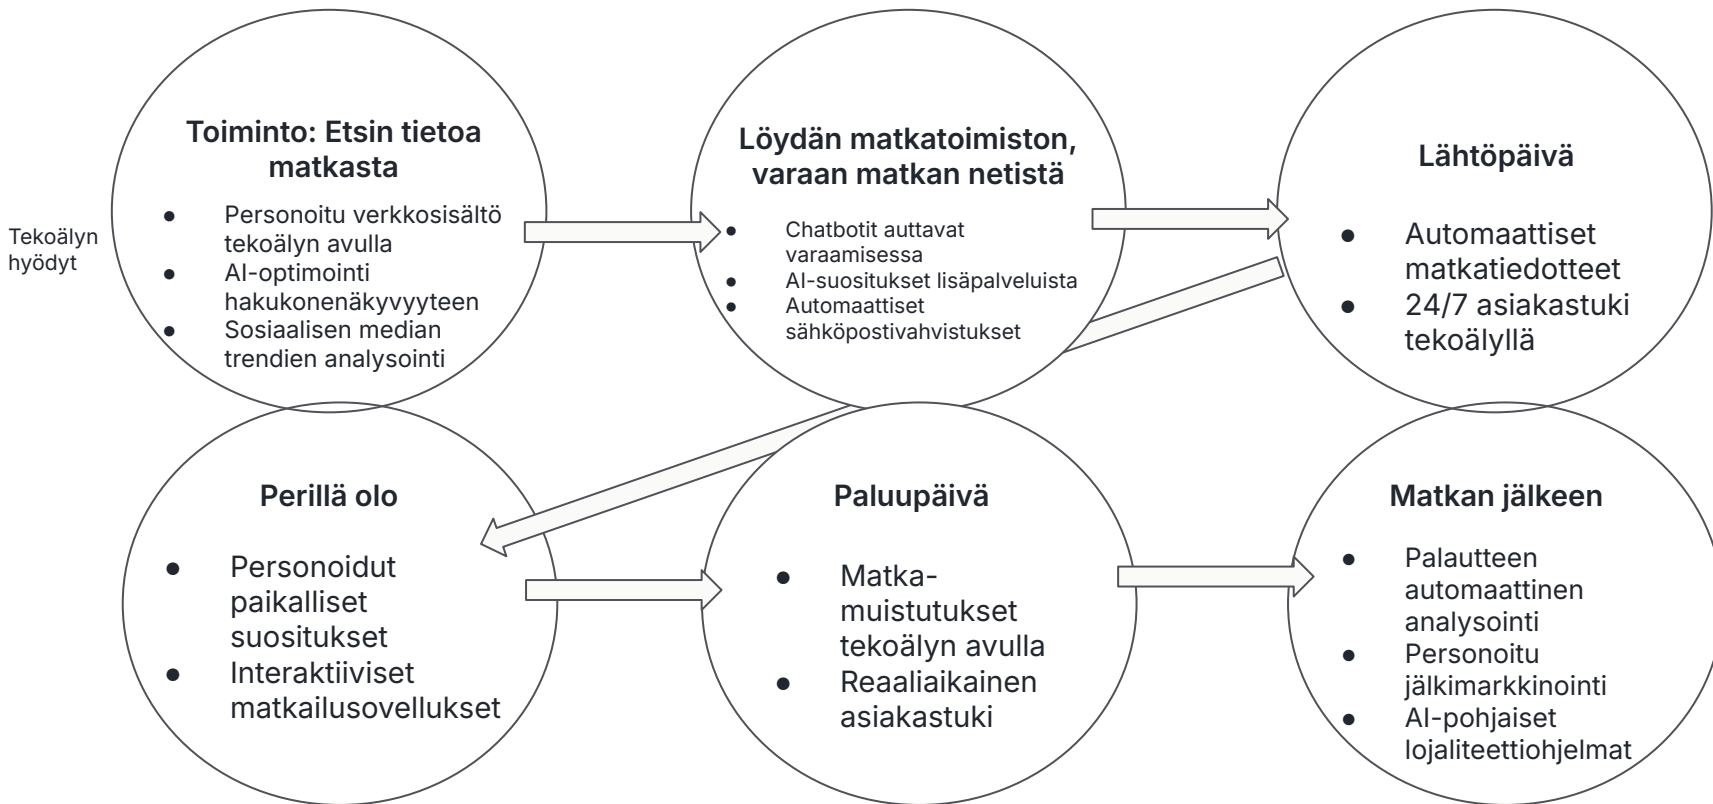 Tekoälyn
hyödyt
Toiminto: Etsin tietoa
matkasta
● Personoitu verkkosisältö
tekoälyn avulla
● AI-optimointi
hakukonenäkyvyyteen
● Sosiaalisen median
trendien analysointi
Löydän matkatoimiston,
varaan matkan netistä
● Chatbotit auttavat
varaamisessa
● AI-suositukset lisäpalveluista
● Automaattiset
sähköpostivahvistukset
Lähtöpäivä
● Automaattiset
matkatiedotteet
● 24/7 asiakastuki
tekoälyllä
Perillä olo
● Personoidut
paikalliset
suositukset
● Interaktiiviset
matkailusovellukset
Paluupäivä
● Matka-
muistutukset
tekoälyn avulla
● Reaaliaikainen
asiakastuki
Matkan jälkeen
● Palautteen
automaattinen
analysointi
● Personoitu
jälkimarkkinointi
● AI-pohjaiset
lojaliteettiohjelmat